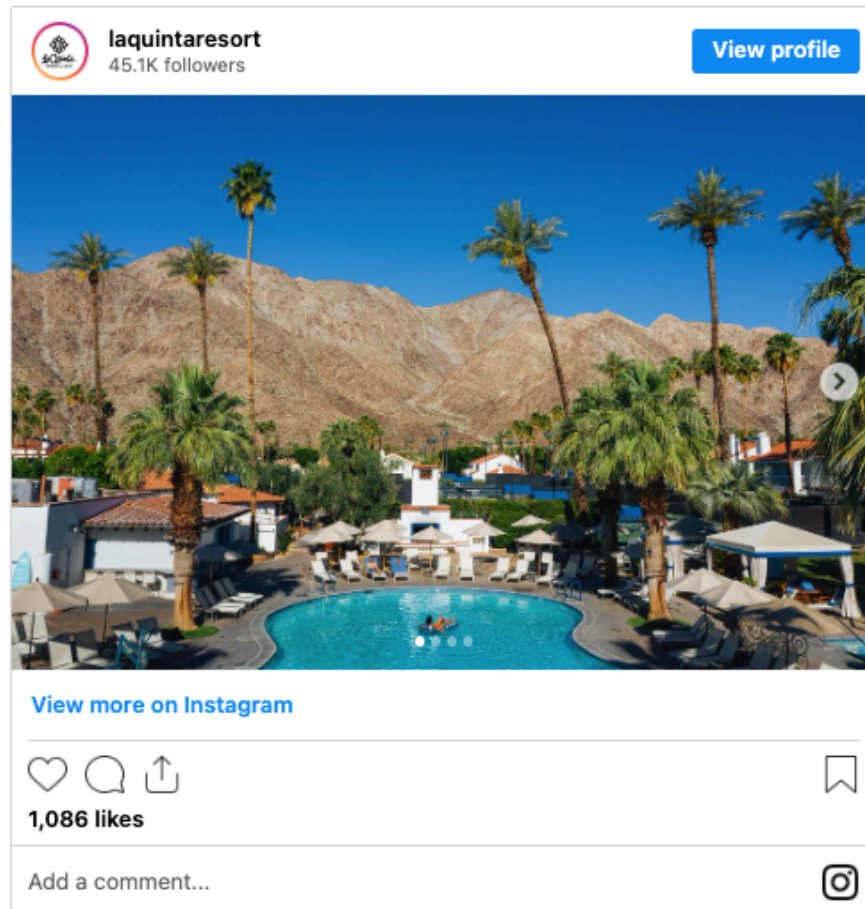 laquintaresort
45.1K followers
View profile
View more on Instagram
1,086 likes
Add a comment...